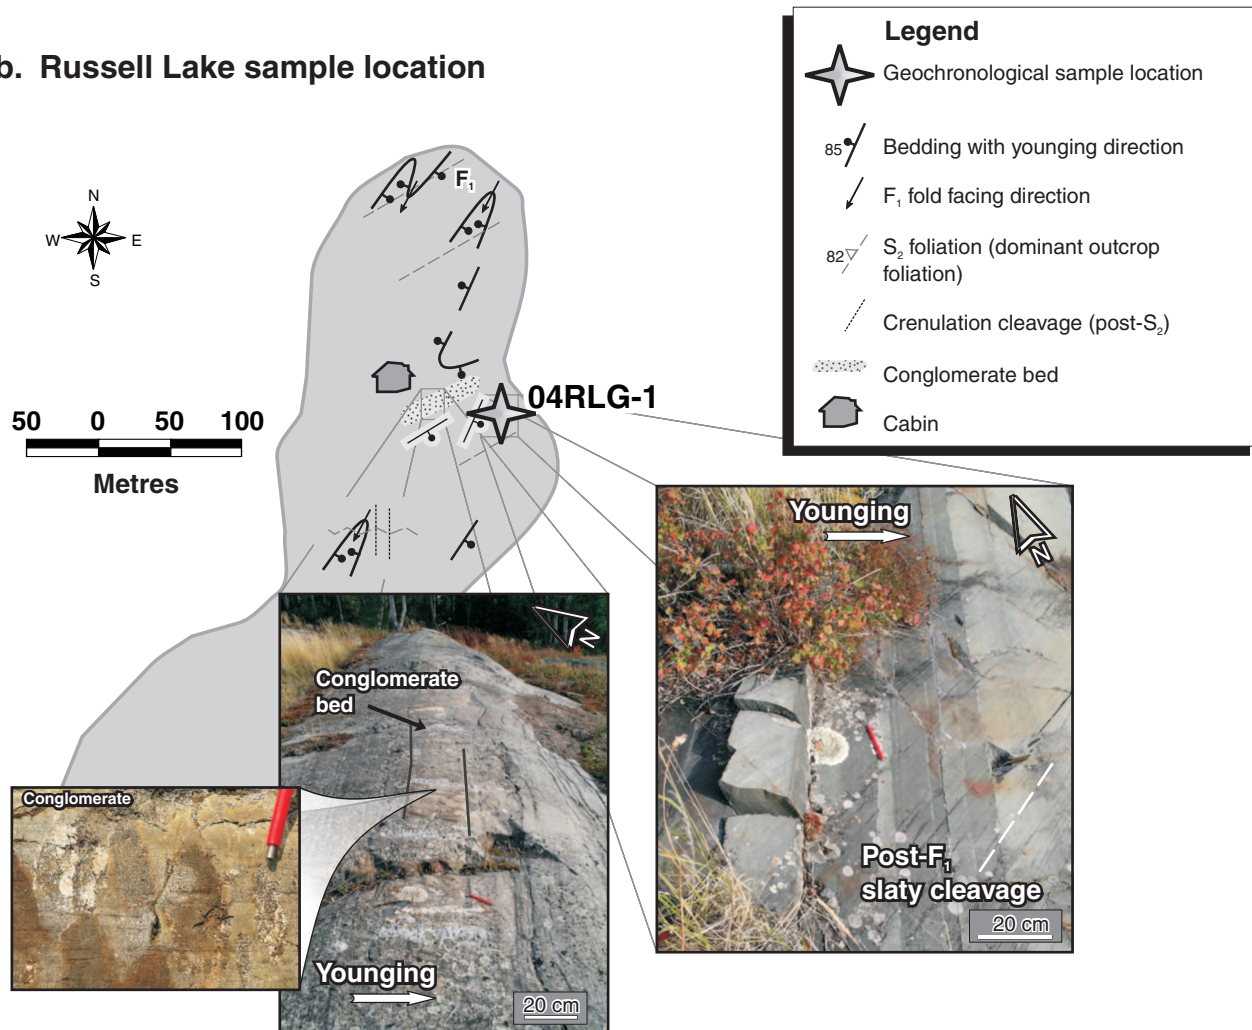 b. Russell Lake sample location
Legend
Geochronological sample location
85
Bedding with younging direction
F₁ fold facing direction
82
S₂ foliation (dominant outcrop
foliation)
Crenulation cleavage (post-S₂)
Conglomerate bed
Cabin
N
W
E
S
F₁
50 0 50 100
Metres
04RLG-1
Younging
N
Post-F₁
slaty cleavage
20 cm
N
Conglomerate
bed
Younging
20 cm
Conglomerate